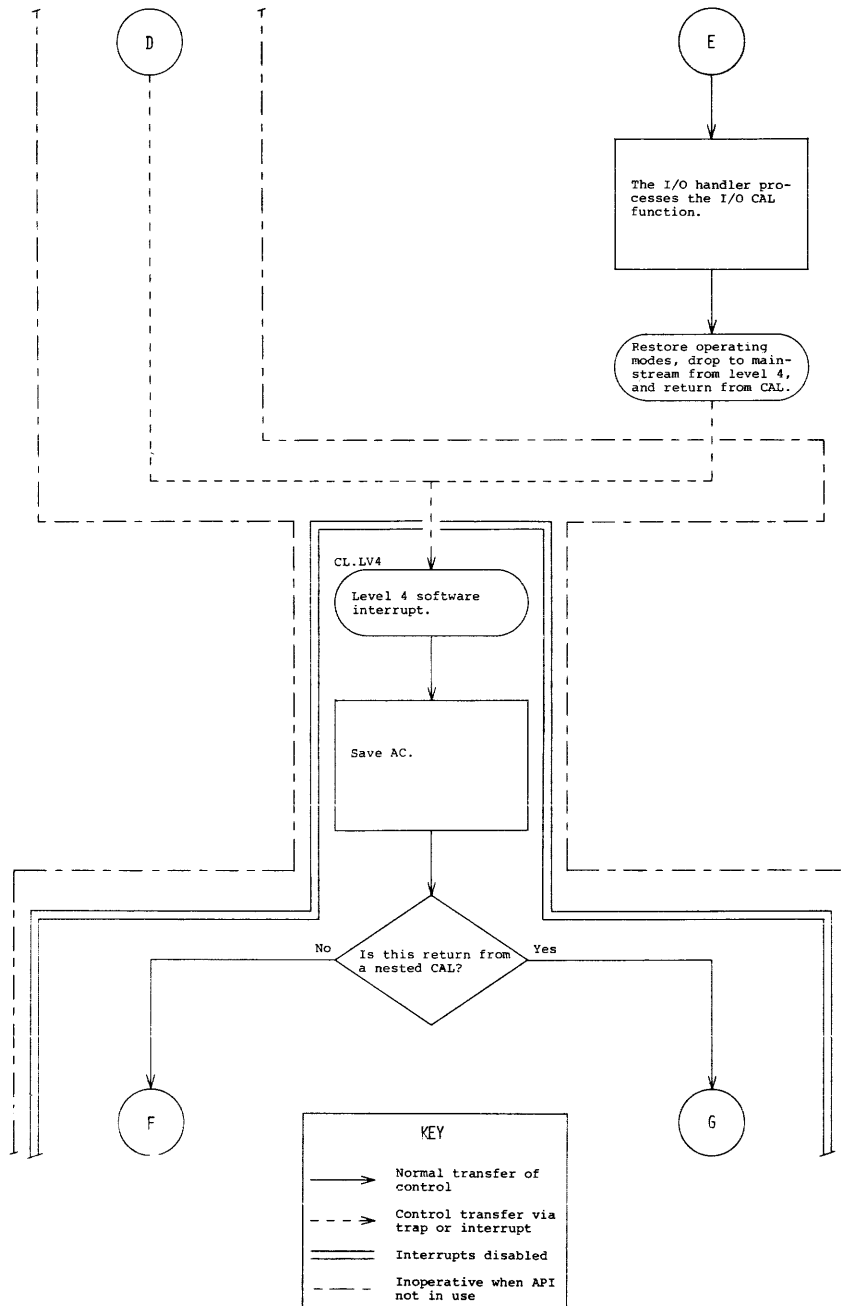 D
E
The I/O handler pro-
cesses the I/O CAL
function.
Restore operating
modes, drop to main-
stream from level 4,
and return from CAL.
CL.LV4
Level 4 software
interrupt.
Save AC.
No
Is this return from
a nested CAL?
Yes
F
G
KEY
Normal transfer of
control
Control transfer via
trap or interrupt
Interrupts disabled
Inoperative when API
not in use